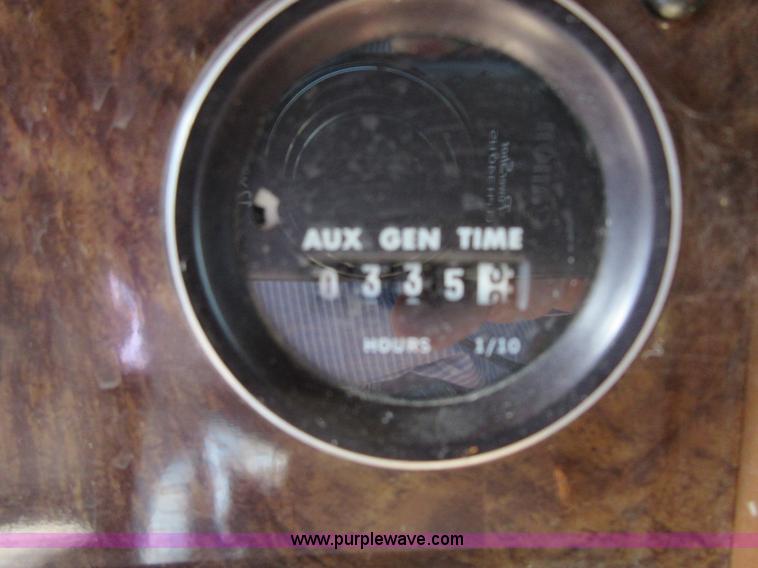 AUX GEN TIME
0335
HOURS 1/10
www.purplewave.com